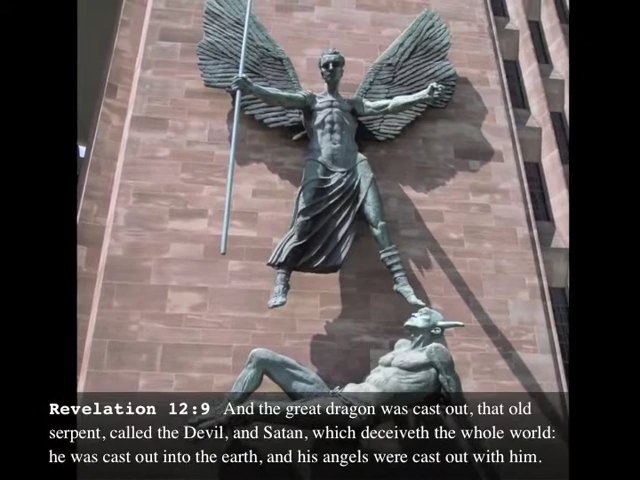 Revelation 12:9 And the great dragon was cast out, that old
serpent, called the Devil, and Satan, which deceiveth the whole world:
he was cast out into the earth, and his angels were cast out with him.